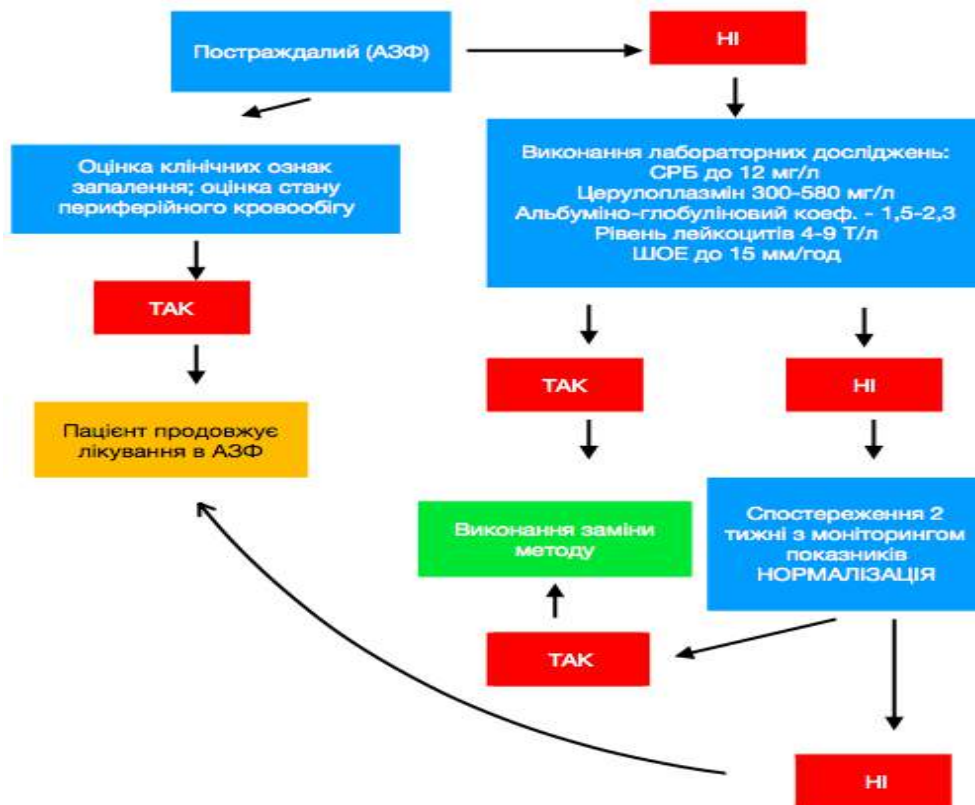 Постраждалий (АЗФ)
НІ
Оцінка клінічних ознак
запалення; оцінка стану
периферійного кровообігу
Виконання лабораторних досліджень:
СРБ до 12 мг/л
Церулоплазмін 300-580 мг/л
Альбуміно-глобуліновий коеф. - 1,5-2,3
Рівень лейкоцитів 4-9 Т/л
ШОЕ до 15 мм/год
ТАК
ТАК
НІ
Пацієнт продовжує
лікування в АЗФ
Виконання заміни
методу
Спостереження 2
тижні з моніторингом
показників
НОРМАЛІЗАЦІЯ
ТАК
НІ